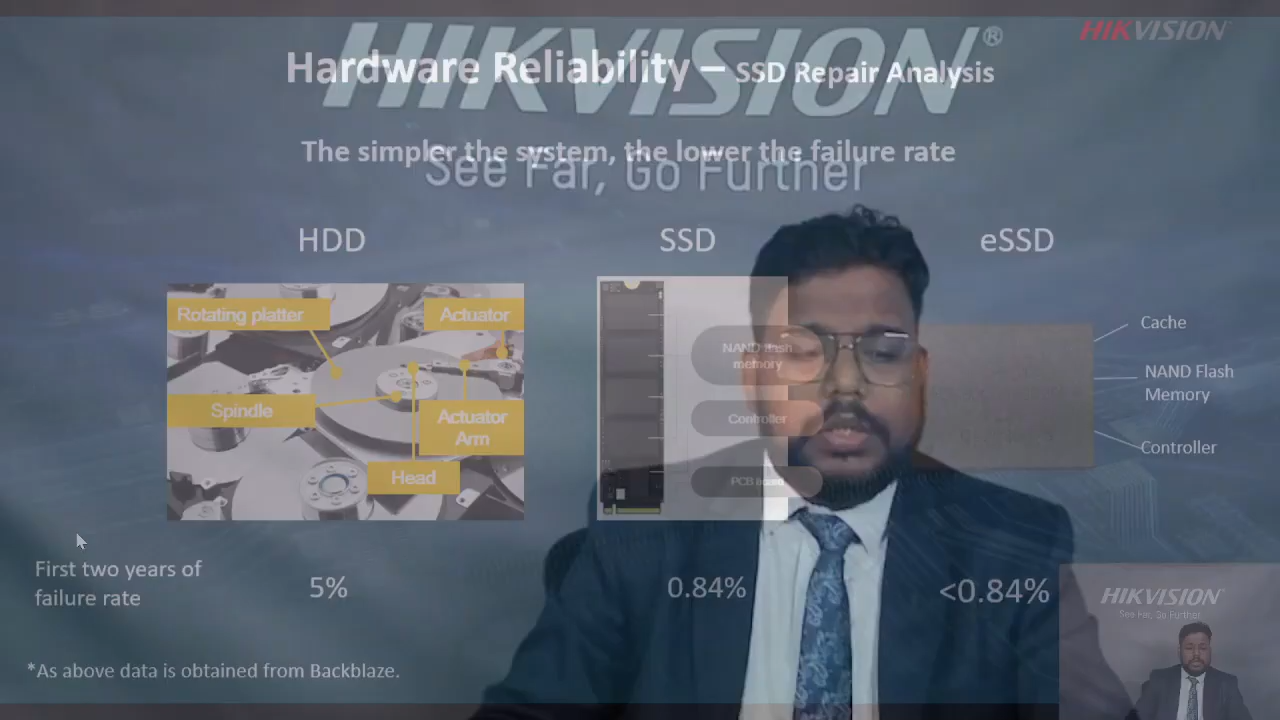 HIKVISION®
HIKVISION
Hardware Reliability – SSD Repair Analysis
The simpler the system, the lower the failure rate
See Far, Go Further
HDD
SSD
eSSD
Rotating platter
Actuator
Spindle
Actuator
Arm
Head
NAND flash
memory
Controller
PCB board
Cache
NAND Flash
Memory
Controller
First two years of
failure rate
5%
0.84%
<0.84%
HIKVISION
See Far, Go Further
*As above data is obtained from Backblaze.